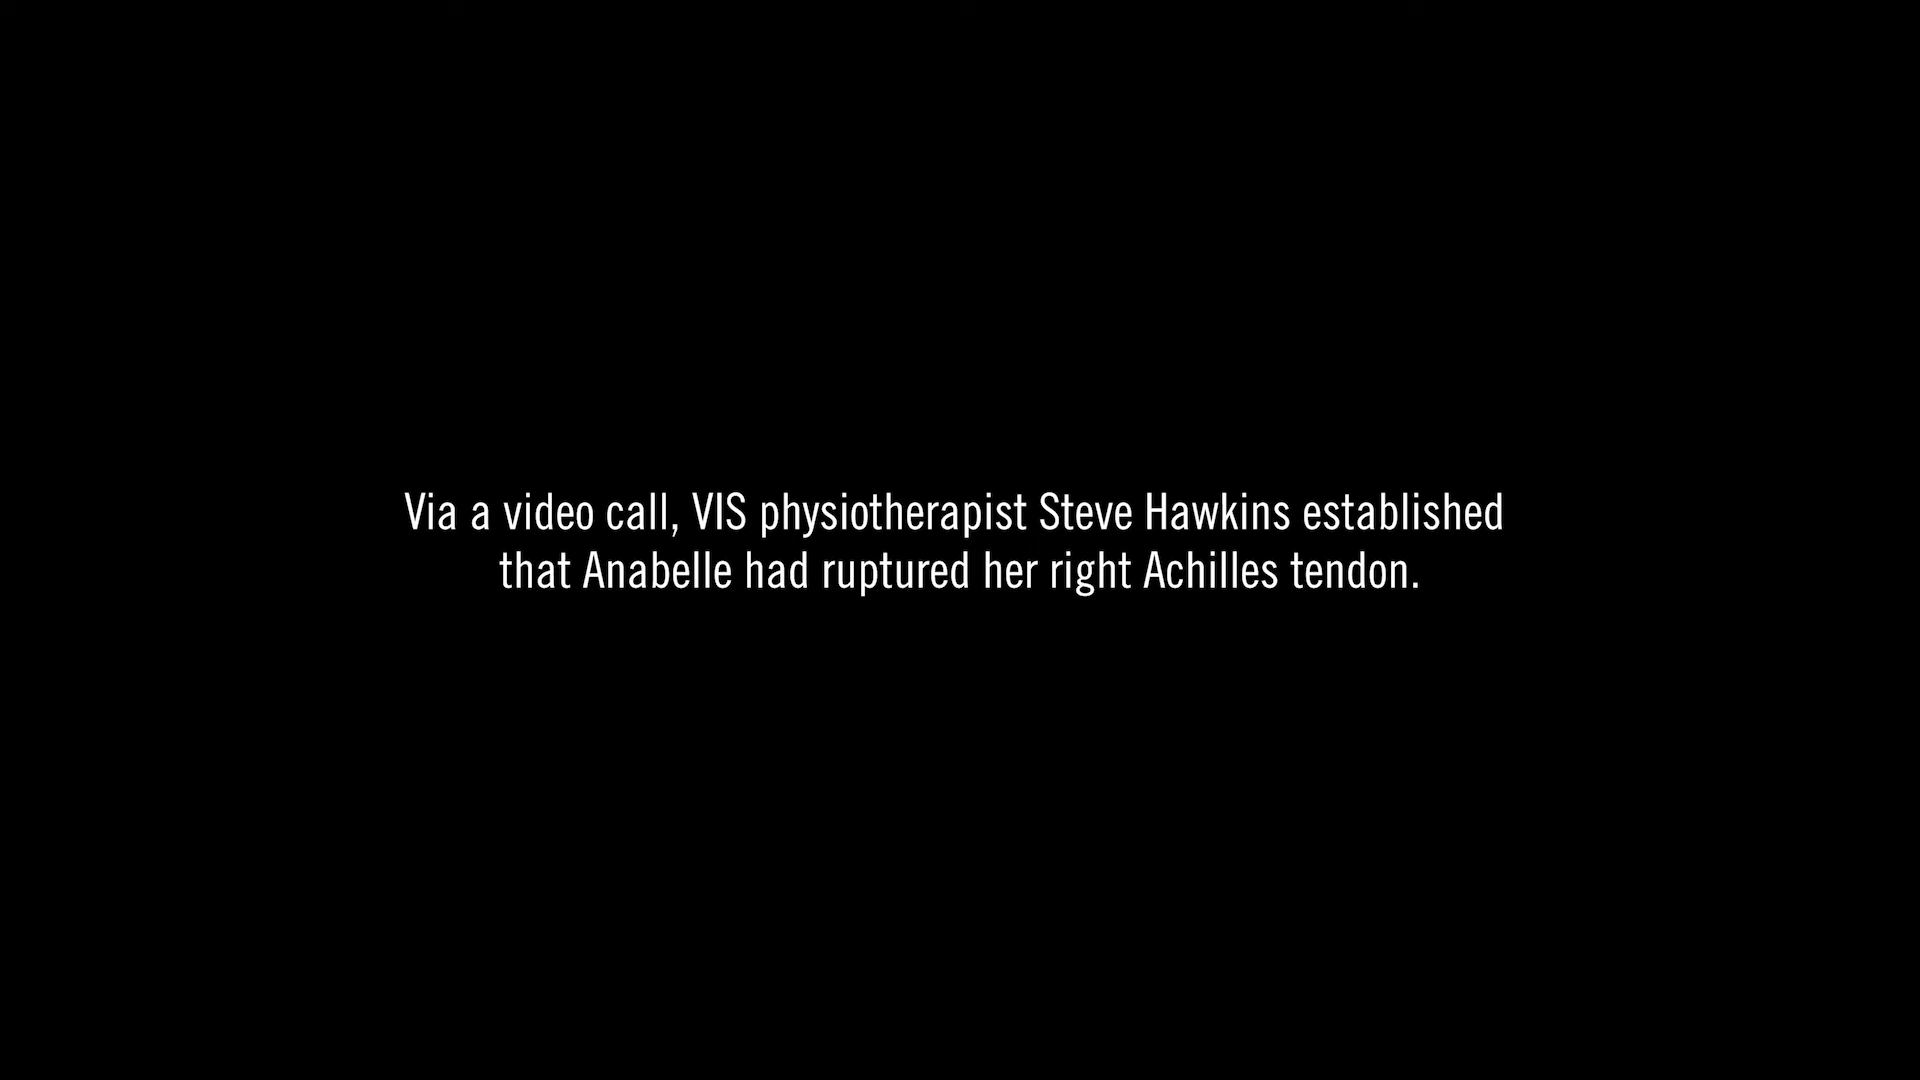 Via a video call, VIS physiotherapist Steve Hawkins established
that Anabelle had ruptured her right Achilles tendon.